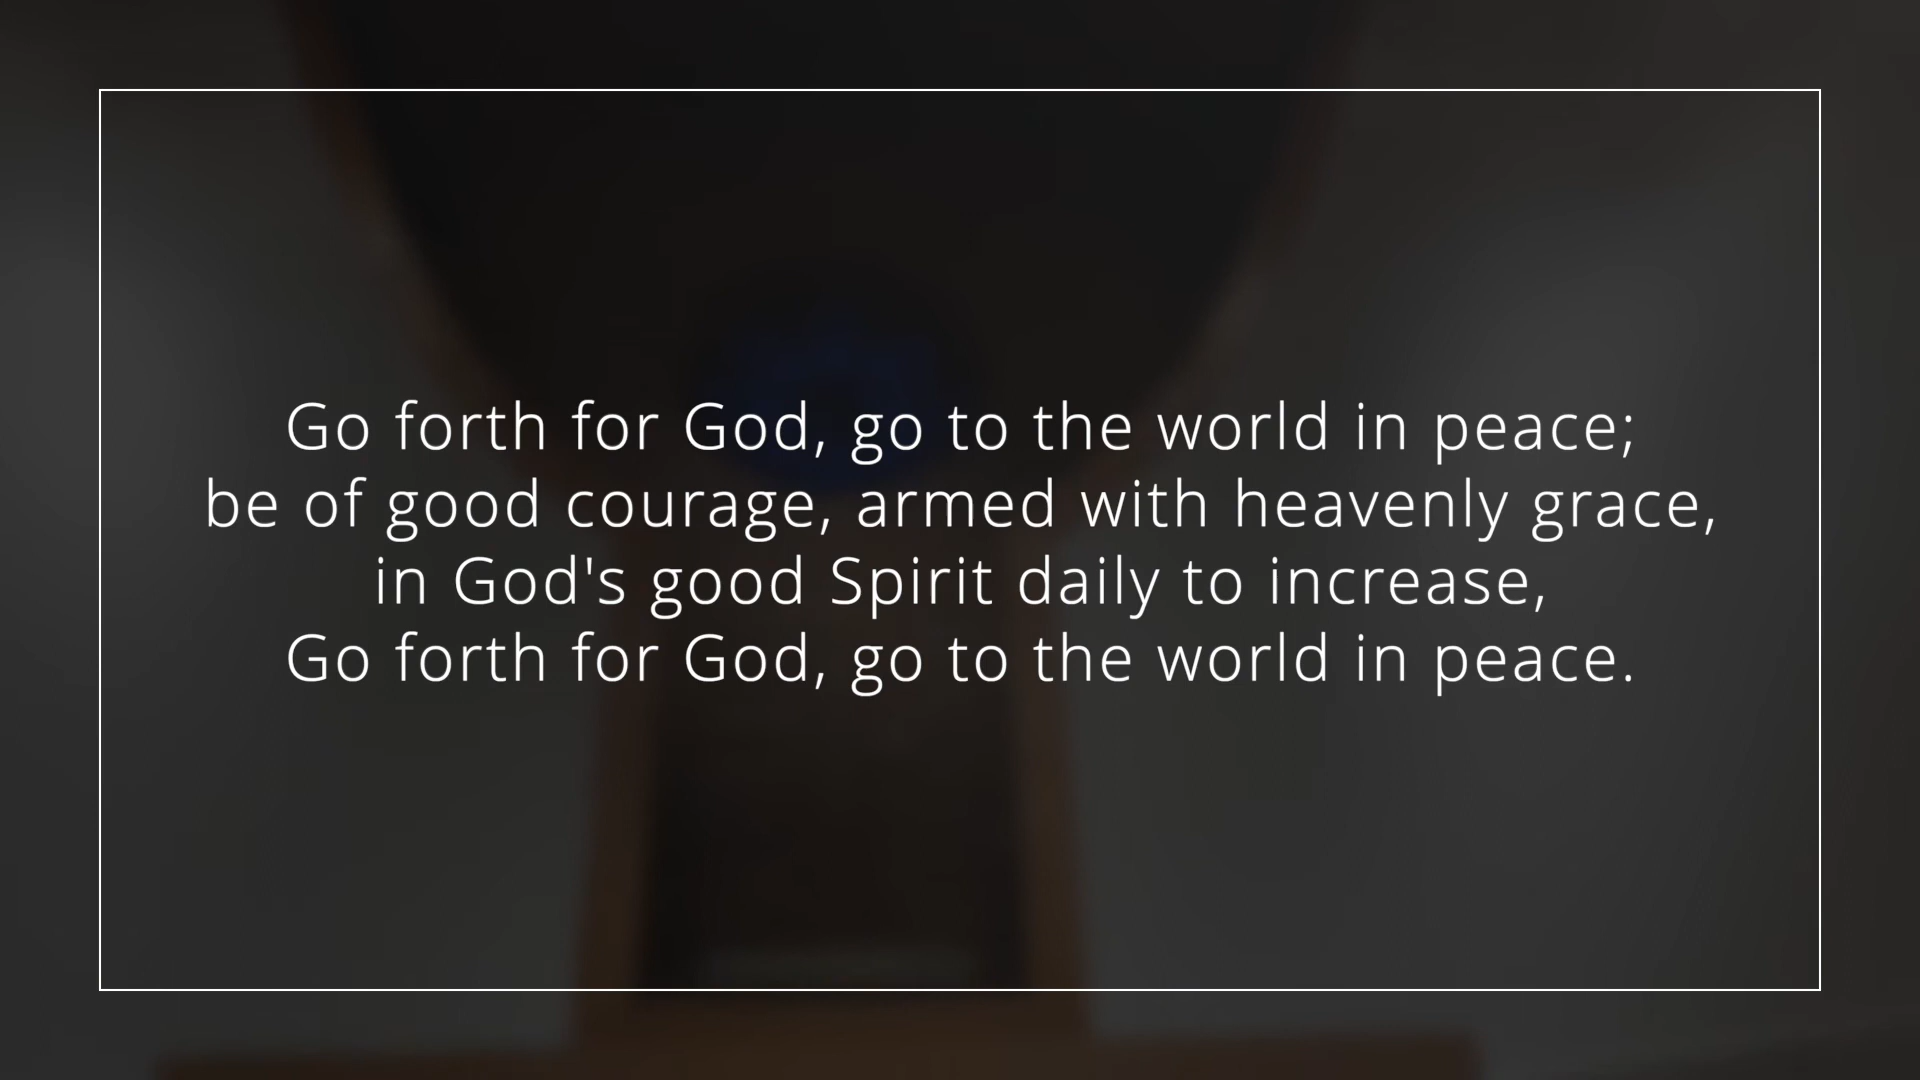 Go forth for God, go to the world in peace;
be of good courage, armed with heavenly grace,
in God's good Spirit daily to increase,
Go forth for God, go to the world in peace.